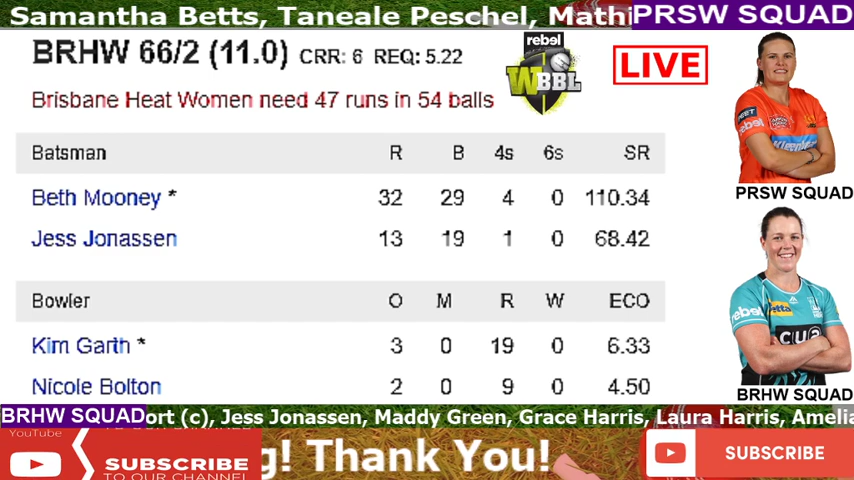 Samantha Betts, Taneale Peschel, Mathi
PRSW SQUAD
BRHW 66/2 (11.0) CRR: 6 REQ: 5.22
rebel
WBBL
LIVE
Brisbane Heat Women need 47 runs in 54 balls
Batsman R B 4s 6s SR
Beth Mooney * 32 29 4 0 110.34
Jess Jonassen 13 19 1 0 68.42
PRSW SQUAD
Bowler O M R W ECO
Kim Garth * 3 0 19 0 6.33
Nicole Bolton 2 0 9 0 4.50
BRHW SQUAD
BRHW SQUAD
ort (c), Jess Jonassen, Maddy Green, Grace Harris, Laura Harris, Amelia
YouTube
SUBSCRIBE
TO OUR CHANNEL
g! Thank You!
SUBSCRIBE